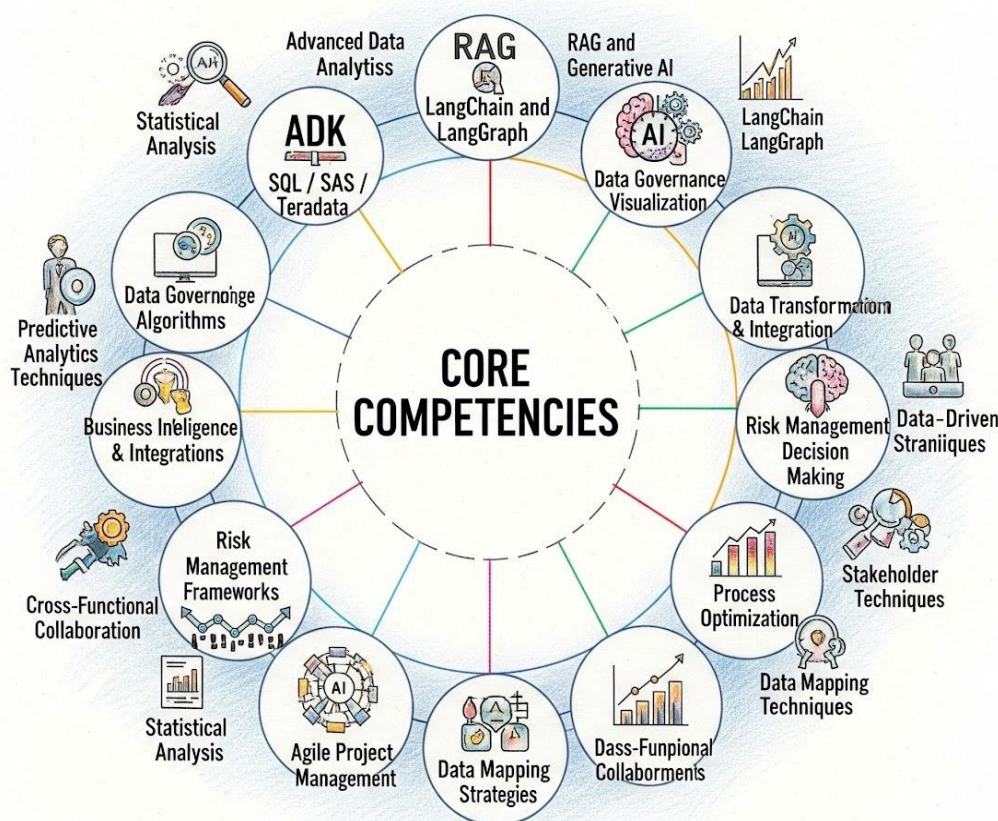 Advanced Data
Analytiss
RAG
LangChain and
LangGraph
RAG and
Generative AI
AI
Data Governance
Visualization
LangChain
LangGraph
Statistical
Analysis
ADK
SQL / SAS /
Teradata
AI
Data Transformation
& Integration
Data Governonge
Algorithms
Predictive
Analytics
Techniques
CORE
COMPETENCIES
Risk Management
Decision
Making
Data-Driven
Straniiques
Business Inteligence
& Integrations
Risk
Management
Frameworks
Cross-Functional
Collaboration
Process
Optimization
Stakeholder
Techniques
Data Mapping
Techniques
Statistical
Analysis
AI
Agile Project
Management
Data Mapping
Strategies
Dass-Funpional
Collaborments